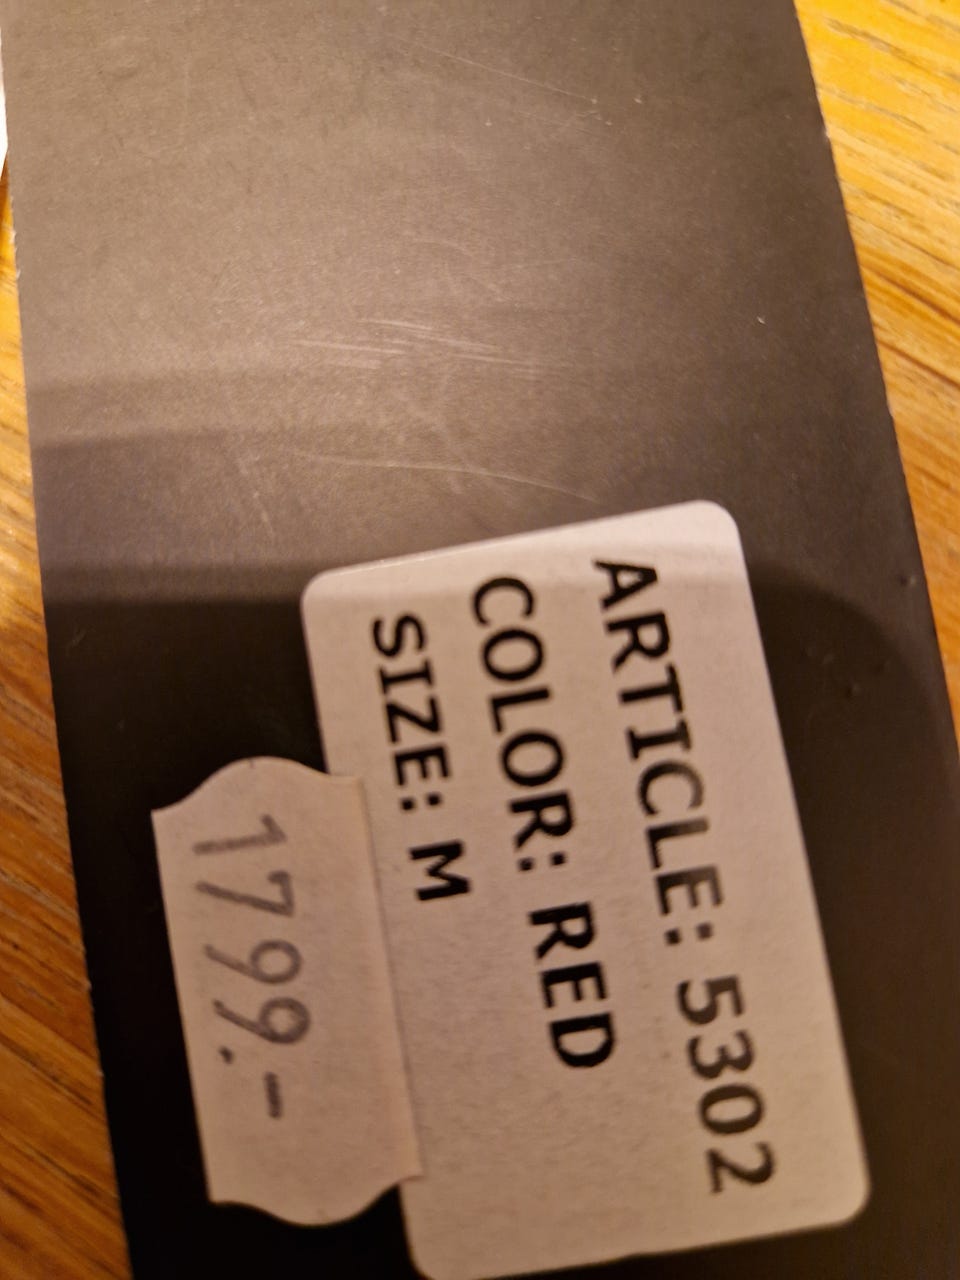 ARTICLE: 5302
COLOR: RED
SIZE: M
1799.-